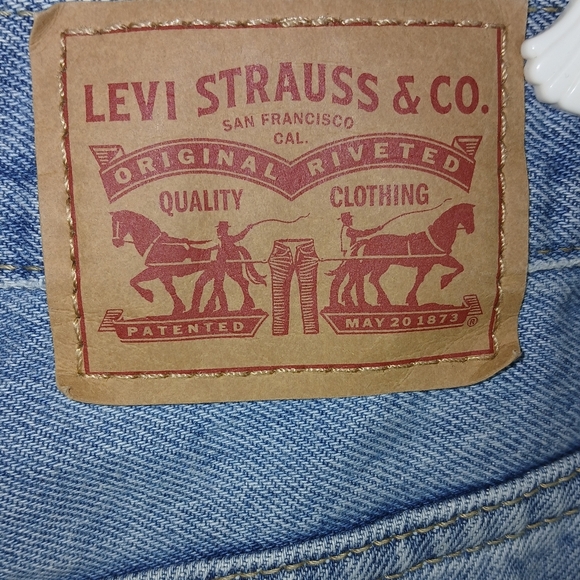 LEVI STRAUSS & CO.
SAN FRANCISCO
CAL.
ORIGINAL RIVETED
QUALITY CLOTHING
PATENTED MAY 20 1873 ®